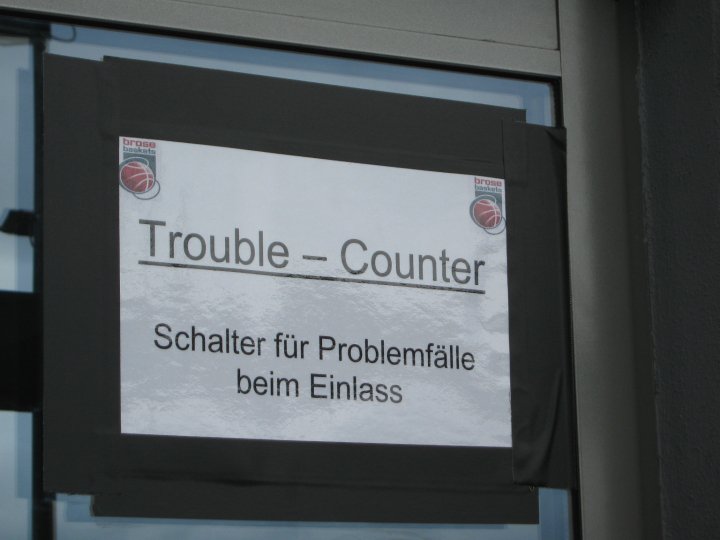 brose
baskets
brose
baskets
Trouble – Counter
Schalter für Problemfälle
beim Einlass